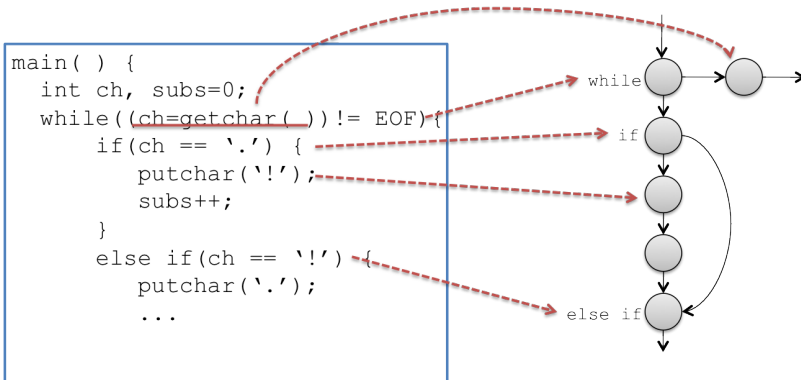 main( ) {
int ch, subs=0;
while((ch=getchar( ))!= EOF){
if(ch == ‘.’) {
putchar(‘!’);
subs++;
}
else if(ch == ‘!’) {
putchar(‘.’);
...
while
if
else if